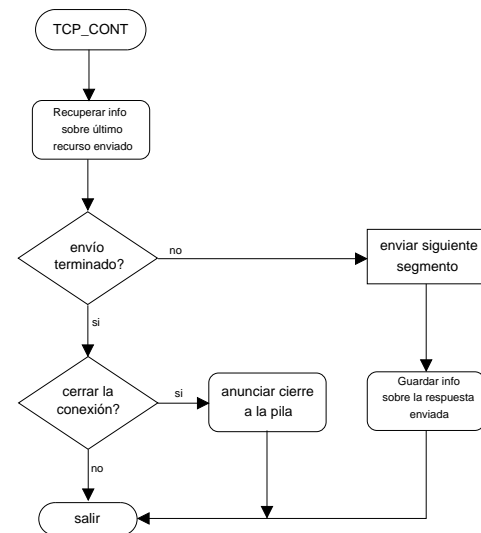 TCP_CONT
Recuperar info
sobre último
recurso enviado
envío
terminado?
no
enviar siguiente
segmento
si
cerrar la
conexión?
si
anunciar cierre
a la pila
Guardar info
sobre la respuesta
enviada
no
salir